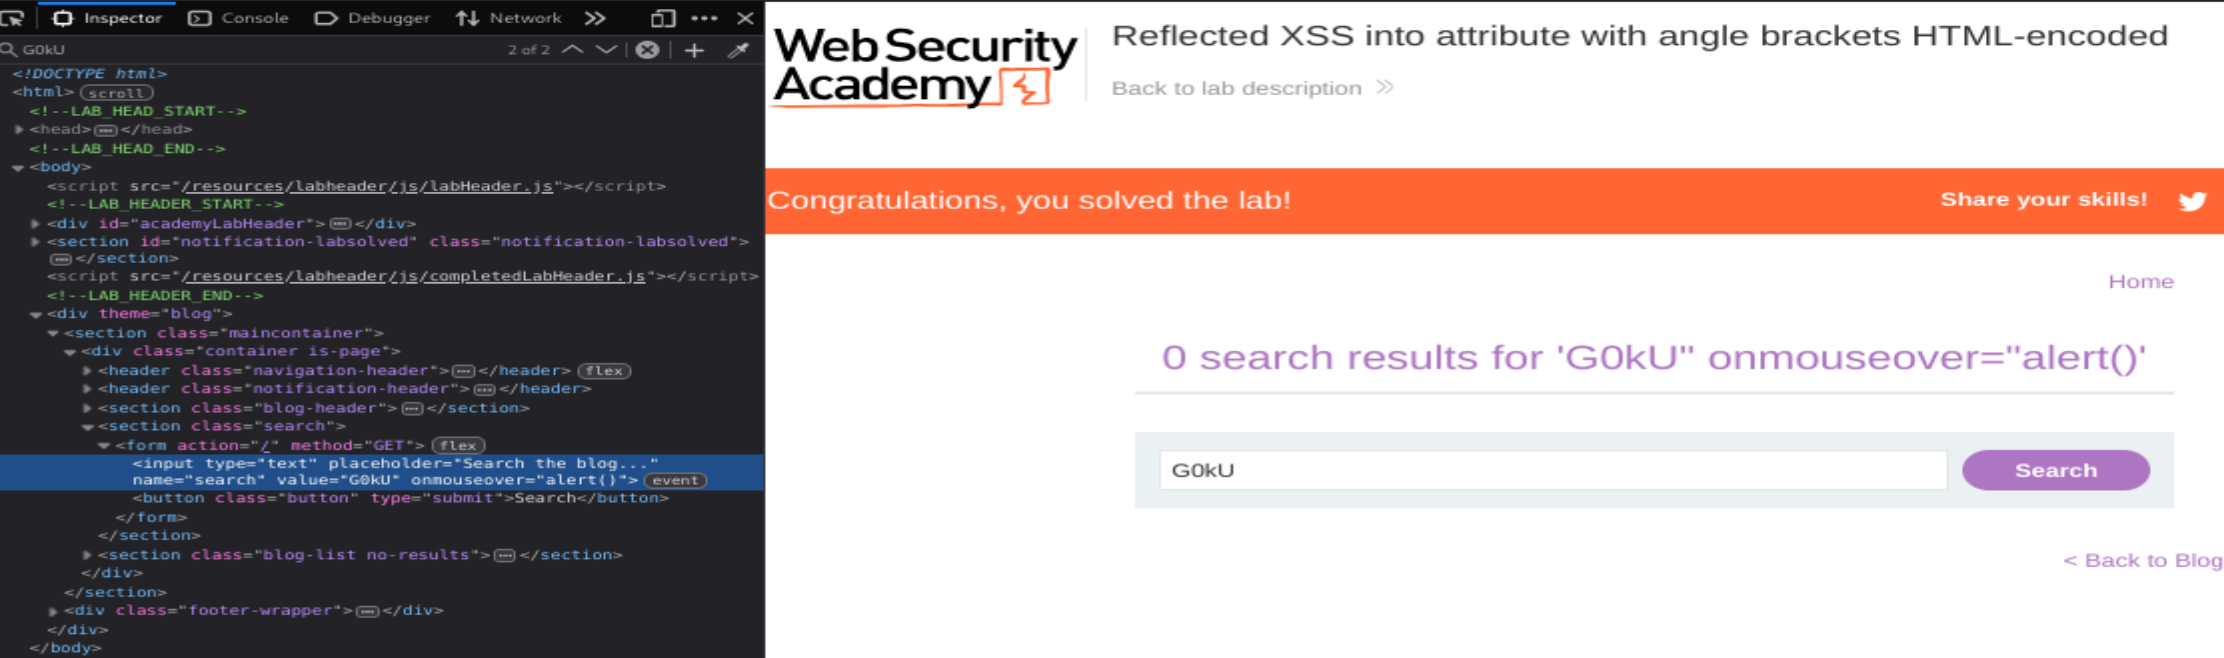 Inspector Console Debugger Network
G0kU 2 of 2
<!DOCTYPE html>
<html> scroll
<!--LAB_HEAD_START-->
<head></head>
<!--LAB_HEAD_END-->
<body>
<script src="/resources/labheader/js/labHeader.js"></script>
<!--LAB_HEADER_START-->
<div id="academyLabHeader"></div>
<section id="notification-labsolved" class="notification-labsolved">
</section>
<script src="/resources/labheader/js/completedLabHeader.js"></script>
<!--LAB_HEADER_END-->
<div theme="blog">
<section class="maincontainer">
<div class="container is-page">
<header class="navigation-header"></header> flex
<header class="notification-header"></header>
<section class="blog-header"></section>
<section class="search">
<form action="/" method="GET"> flex
<input type="text" placeholder="Search the blog..."
name="search" value="G0kU" onmouseover="alert()"> event
<button class="button" type="submit">Search</button>
</form>
</section>
<section class="blog-list no-results"></section>
</div>
</section>
<div class="footer-wrapper"></div>
</div>
</body>
Web Security
Academy
Reflected XSS into attribute with angle brackets HTML-encoded
Back to lab description
Congratulations, you solved the lab!
Share your skills!
Home
0 search results for 'G0kU" onmouseover="alert()'
G0kU
Search
< Back to Blog